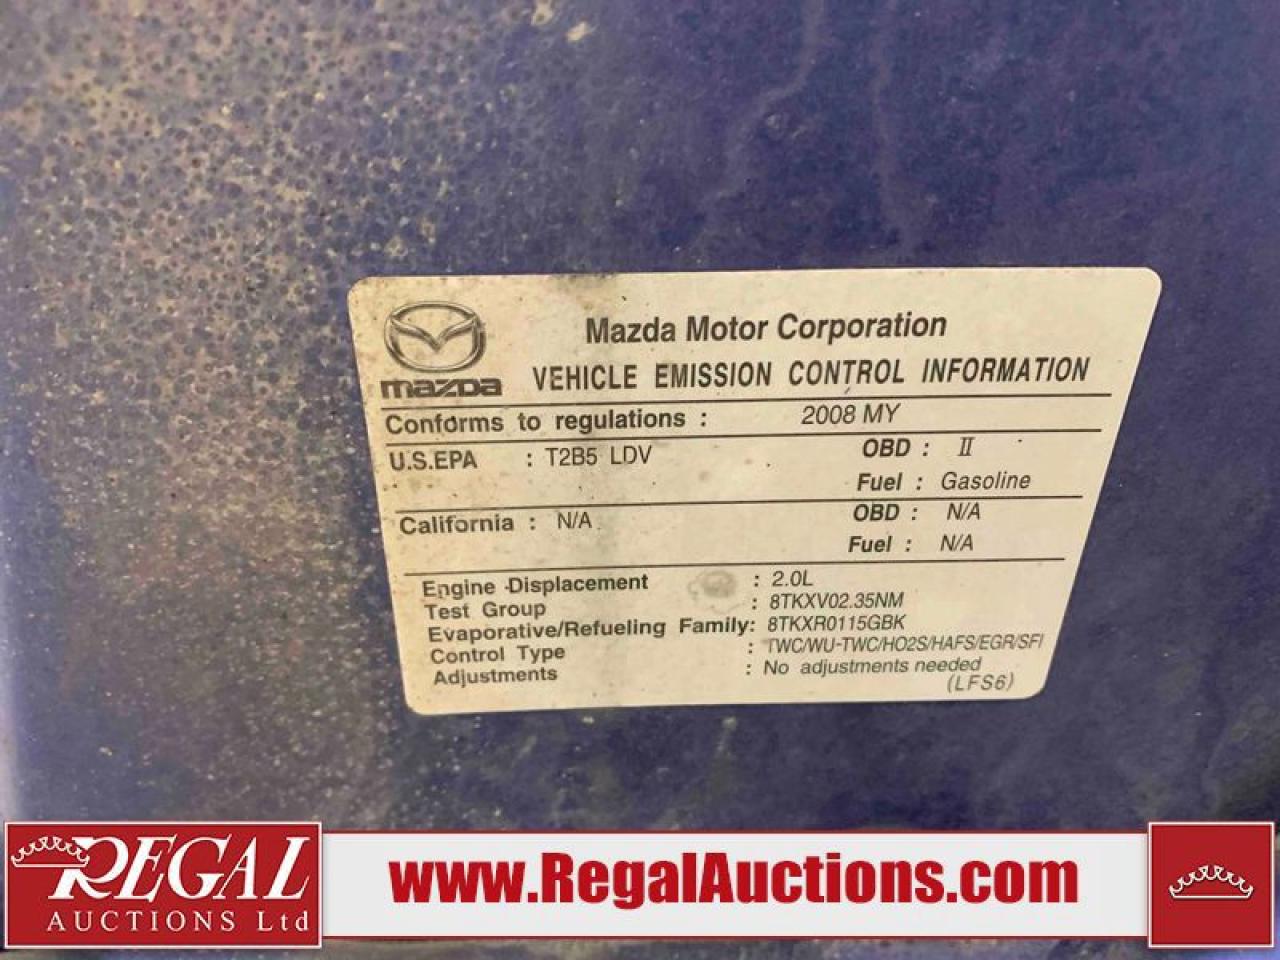 Mazda Motor Corporation
mazda
VEHICLE EMISSION CONTROL INFORMATION
Conforms to regulations : 2008 MY
U.S.EPA : T2B5 LDV OBD : II
Fuel : Gasoline
California : N/A OBD : N/A
Fuel : N/A
Engine Displacement : 2.0L
Test Group : 8TKXV02.35NM
Evaporative/Refueling Family: 8TKXR0115GBK
Control Type : TWC/WU-TWC/HO2S/HAFS/EGR/SFI
Adjustments : No adjustments needed
(LFS6)
REGAL
AUCTIONS Ltd
www.RegalAuctions.com